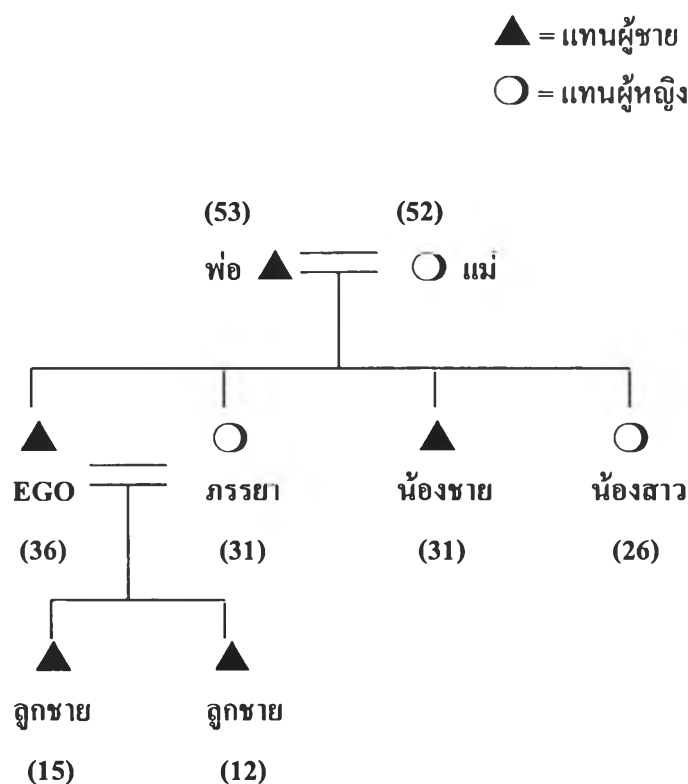 = แทนผู้ชาย
= แทนผู้หญิง
(53) (52)
พ่อ แม่
EGO ภรรยา น้องชาย น้องสาว
(36) (31) (31) (26)
ลูกชาย ลูกชาย
(15) (12)